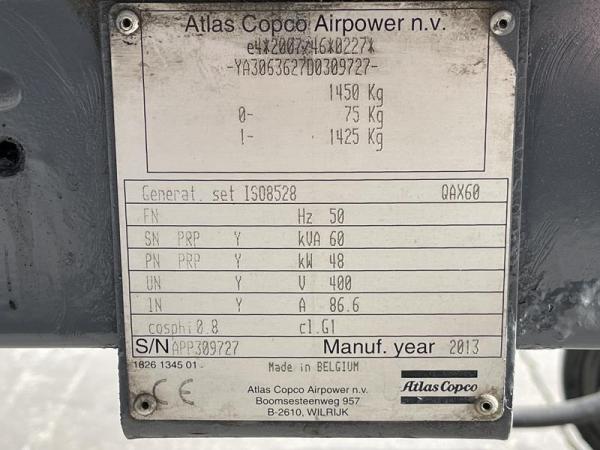 Atlas Copco Airpower n.v.
e4*2007/46*0227*
-YA3063627D0309727-
1450 Kg
0- 75 Kg
1- 1425 Kg
Generat. set ISO8528 QAX60
FN Hz 50
SN PRP Y kVA 60
PN PRP Y kW 48
UN Y V 400
IN Y A 86.6
cosphi 0.8 cl.G1
S/N APP309727 Manuf. year 2013
1826 1345 01 Made in BELGIUM
CE
Atlas Copco Airpower n.v.
Boomsesteenweg 957
B-2610, WILRIJK
Atlas Copco